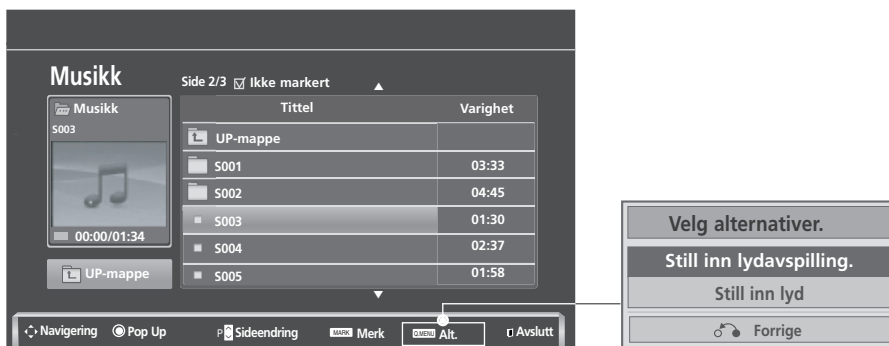 Musikk
Side 2/3 Ikke markert
Musikk
S003
00:00/01:34
UP-mappe
Tittel Varighet
UP-mappe
S001 03:33
S002 04:45
S003 01:30
S004 02:37
S005 01:58
Navigering Pop Up P Sideendring MARK Merk Q.MENU Alt. Avslutt
Velg alternativer.
Still inn lydavspilling.
Still inn lyd
Forrige